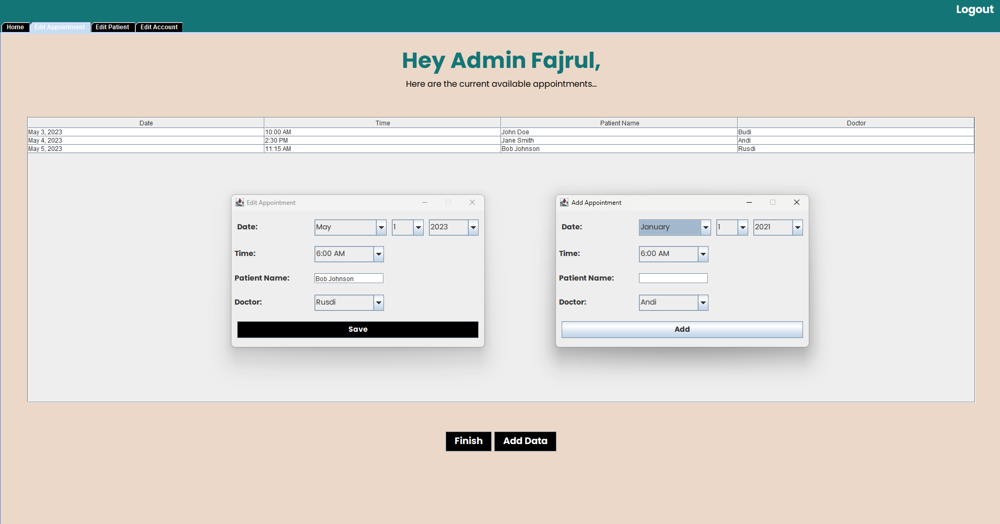 Logout
Home Edit Appointment Edit Patient Edit Account
Hey Admin Fajrul,
Here are the current available appointments...
Date Time Patient Name Doctor
May 3, 2023 10:00 AM John Doe Budi
May 4, 2023 2:30 PM Jane Smith Andi
May 5, 2023 11:15 AM Bob Johnson Rusdi
Edit Appointment
Date: May 1 2023
Time: 6:00 AM
Patient Name: Bob Johnson
Doctor: Rusdi
Save
Add Appointment
Date: January 1 2021
Time: 6:00 AM
Patient Name:
Doctor: Andi
Add
Finish Add Data